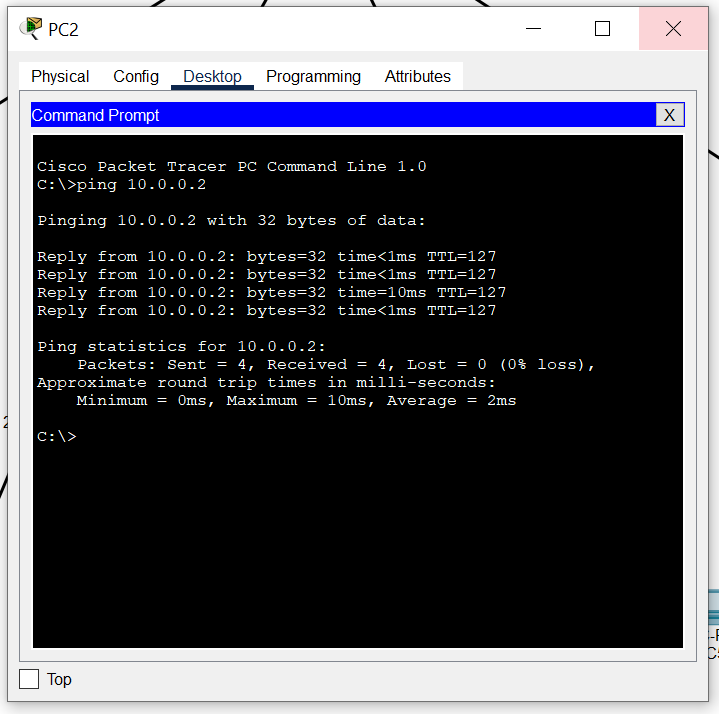 PC2
Physical Config Desktop Programming Attributes
Command Prompt X
Cisco Packet Tracer PC Command Line 1.0
C:\>ping 10.0.0.2
Pinging 10.0.0.2 with 32 bytes of data:
Reply from 10.0.0.2: bytes=32 time<1ms TTL=127
Reply from 10.0.0.2: bytes=32 time<1ms TTL=127
Reply from 10.0.0.2: bytes=32 time=10ms TTL=127
Reply from 10.0.0.2: bytes=32 time<1ms TTL=127
Ping statistics for 10.0.0.2:
Packets: Sent = 4, Received = 4, Lost = 0 (0% loss),
Approximate round trip times in milli-seconds:
Minimum = 0ms, Maximum = 10ms, Average = 2ms
C:\>
Top